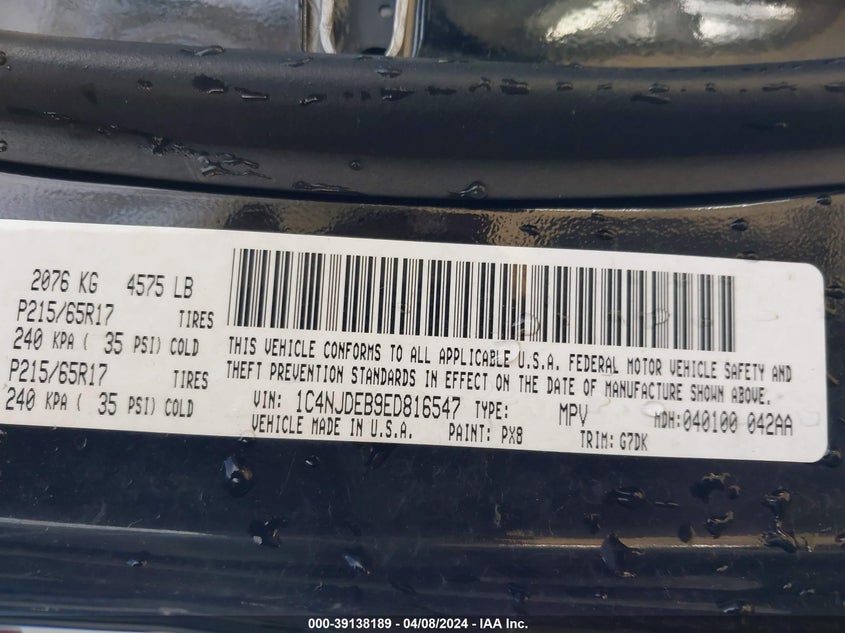 2076 KG 4575 LB
P215/65R17 TIRES
240 KPA ( 35 PSI) COLD
P215/65R17 TIRES
240 KPA ( 35 PSI) COLD
THIS VEHICLE CONFORMS TO ALL APPLICABLE U.S.A. FEDERAL MOTOR VEHICLE SAFETY AND
THEFT PREVENTION STANDARDS IN EFFECT ON THE DATE OF MANUFACTURE SHOWN ABOVE.
VIN: 1C4NJDEB9ED816547 TYPE: MPV MDH:040100 042AA
VEHICLE MADE IN U.S.A. PAINT: PX8 TRIM: G7DK
000-39138189 - 04/08/2024 - IAA Inc.